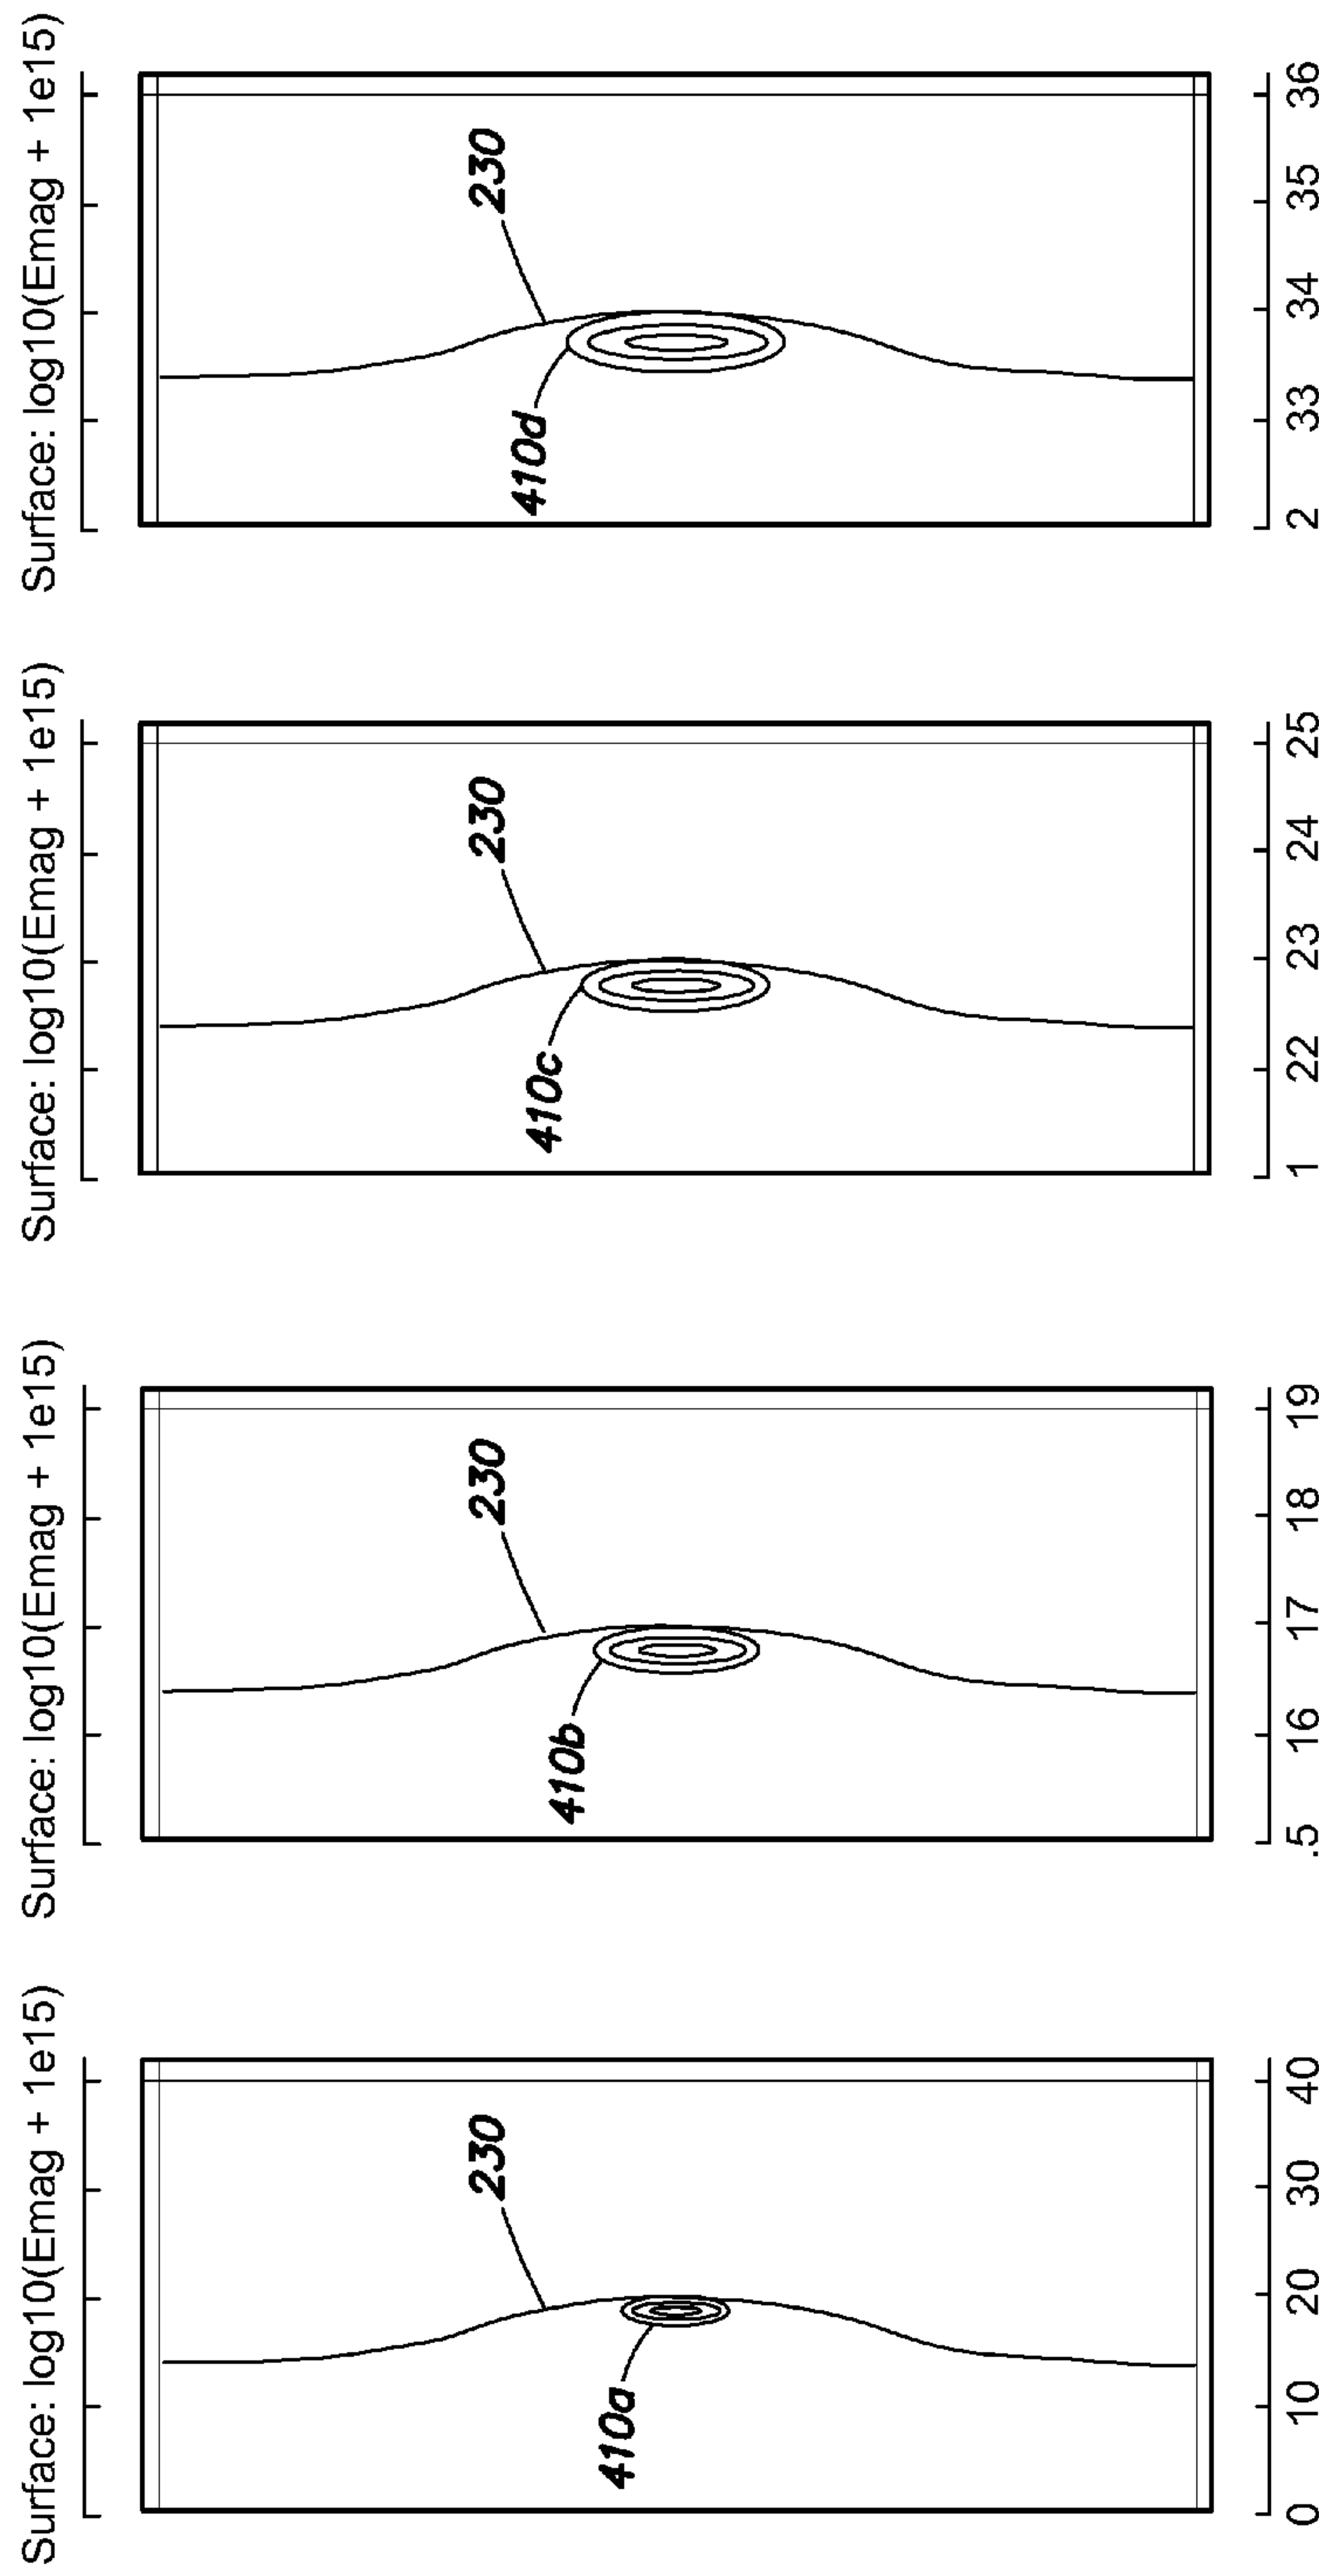 Surface: log10(Emag + 1e15)
230
410a
0 10 20 30 40
Surface: log10(Emag + 1e15)
230
410b
.5 16 17 18 19
Surface: log10(Emag + 1e15)
230
410c
1 22 23 24 25
Surface: log10(Emag + 1e15)
230
410d
2 33 34 35 36